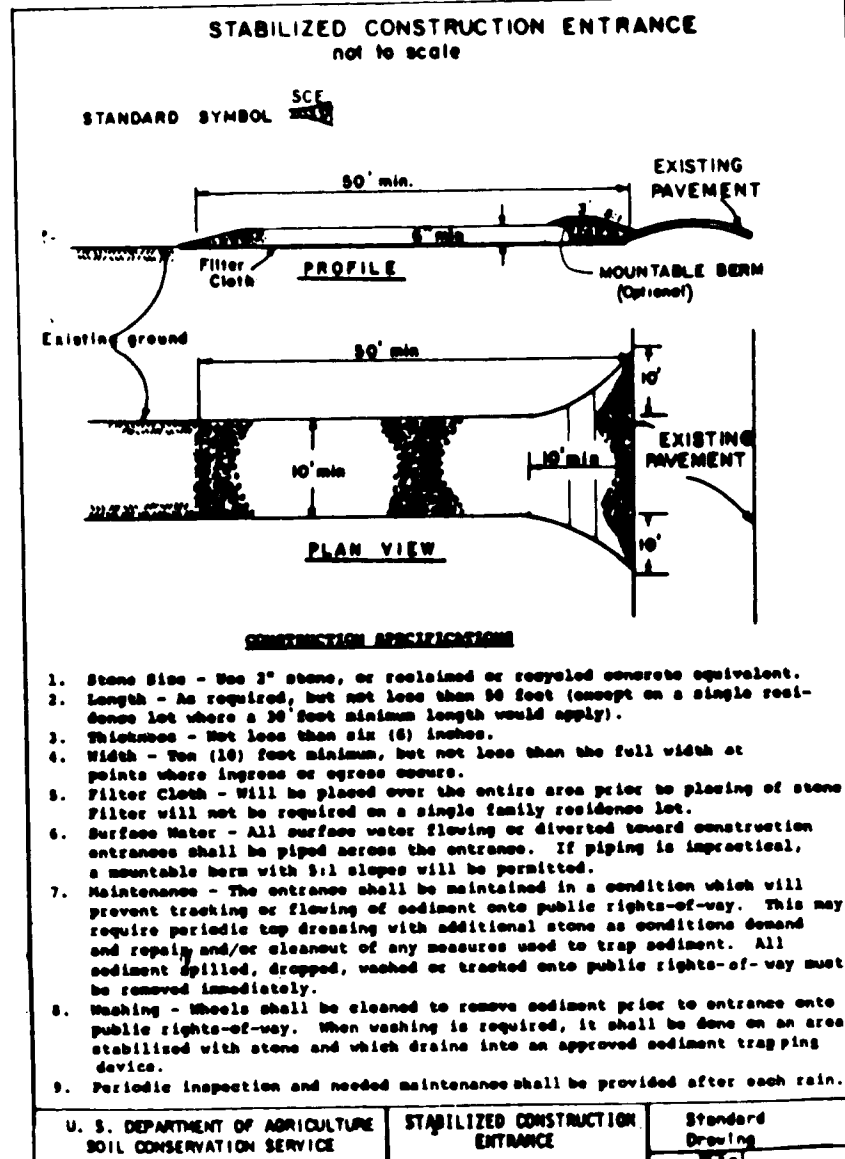 STABILIZED CONSTRUCTION ENTRANCE
not to scale
SCE
STANDARD SYMBOL
50' min.
EXISTING
PAVEMENT
6" min
Filter
Cloth
PROFILE
MOUNTABLE BERM
(Optional)
Existing ground
50' min
10'
10' min
10' min
EXISTING
PAVEMENT
10'
PLAN VIEW
CONSTRUCTION SPECIFICATIONS
1. Stone Size - Use 2" stone, or reclaimed or recycled concrete equivalent.
2. Length - As required, but not less than 50 feet (except on a single resi-
dence lot where a 30 foot minimum length would apply).
3. Thickness - Not less than six (6) inches.
4. Width - Ten (10) foot minimum, but not less than the full width at
points where ingress or egress occurs.
5. Filter Cloth - Will be placed over the entire area prior to placing of stone
Filter will not be required on a single family residence lot.
6. Surface Water - All surface water flowing or diverted toward construction
entrances shall be piped across the entrance. If piping is impractical,
a mountable berm with 5:1 slopes will be permitted.
7. Maintenance - The entrance shall be maintained in a condition which will
prevent tracking or flowing of sediment onto public rights-of-way. This may
require periodic top dressing with additional stone as conditions demand
and repair and/or cleanout of any measures used to trap sediment. All
sediment spilled, dropped, washed or tracked onto public rights-of-way must
be removed immediately.
8. Washing - Wheels shall be cleaned to remove sediment prior to entrance onto
public rights-of-way. When washing is required, it shall be done on an area
stabilized with stone and which drains into an approved sediment trapping
device.
9. Periodic inspection and needed maintenance shall be provided after each rain.
U. S. DEPARTMENT OF AGRICULTURE
SOIL CONSERVATION SERVICE
STABILIZED CONSTRUCTION
ENTRANCE
Standard
Drawing